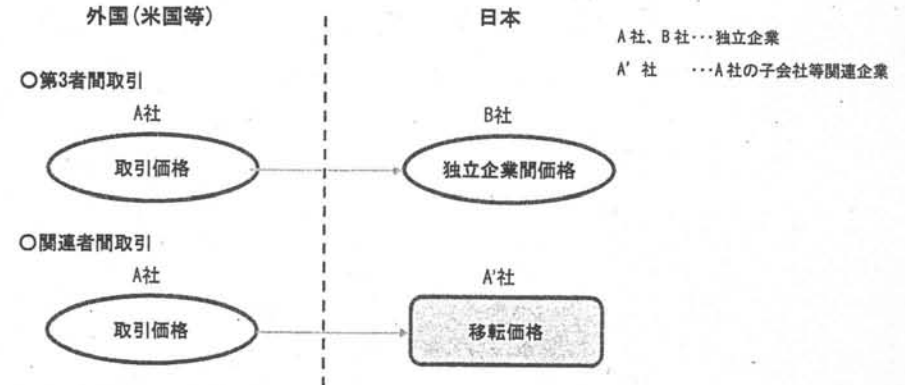 外国(米国等)
日本
A社、B社･･･独立企業
A' 社 ･･･A社の子会社等関連企業
○第3者間取引
A社
B社
取引価格
独立企業間価格
○関連者間取引
A社
A'社
取引価格
移転価格